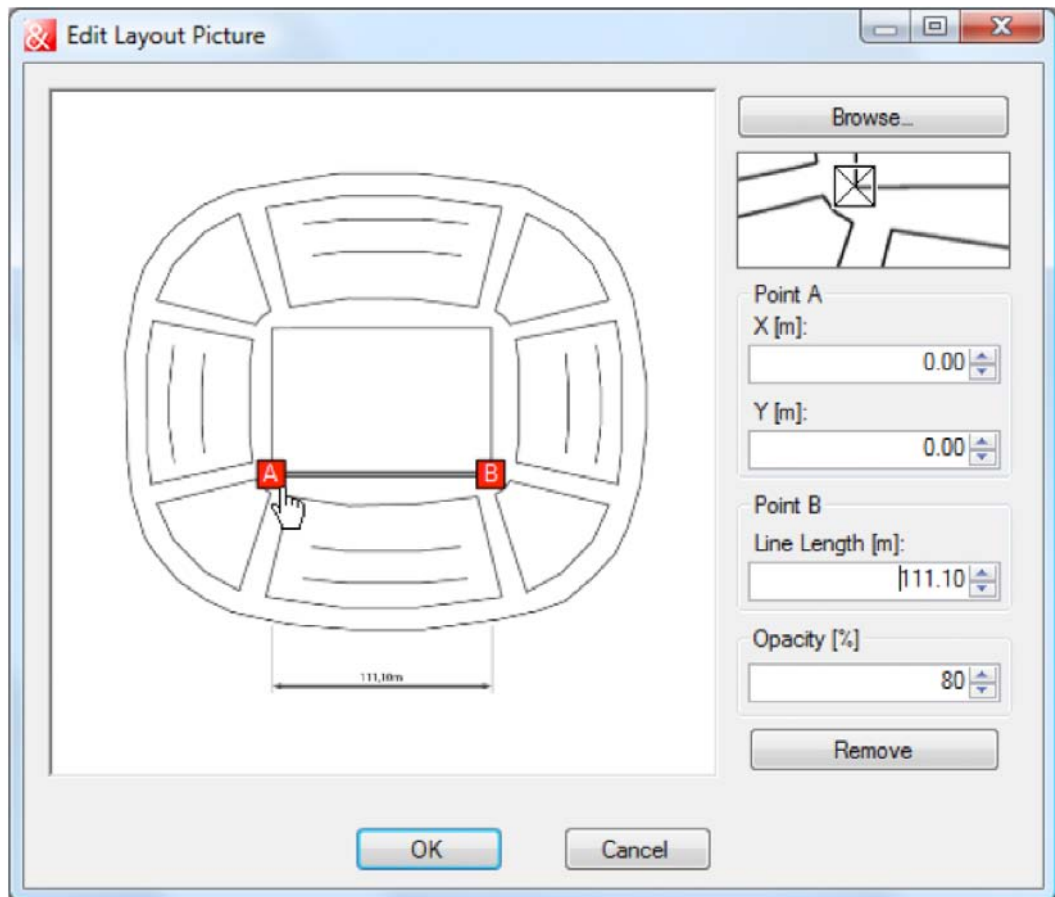 & Edit Layout Picture
Browse...
Point A
X [m]:
0.00
Y [m]:
0.00
A
B
Point B
Line Length [m]:
111.10
Opacity [%]
80
111,10m
Remove
OK
Cancel